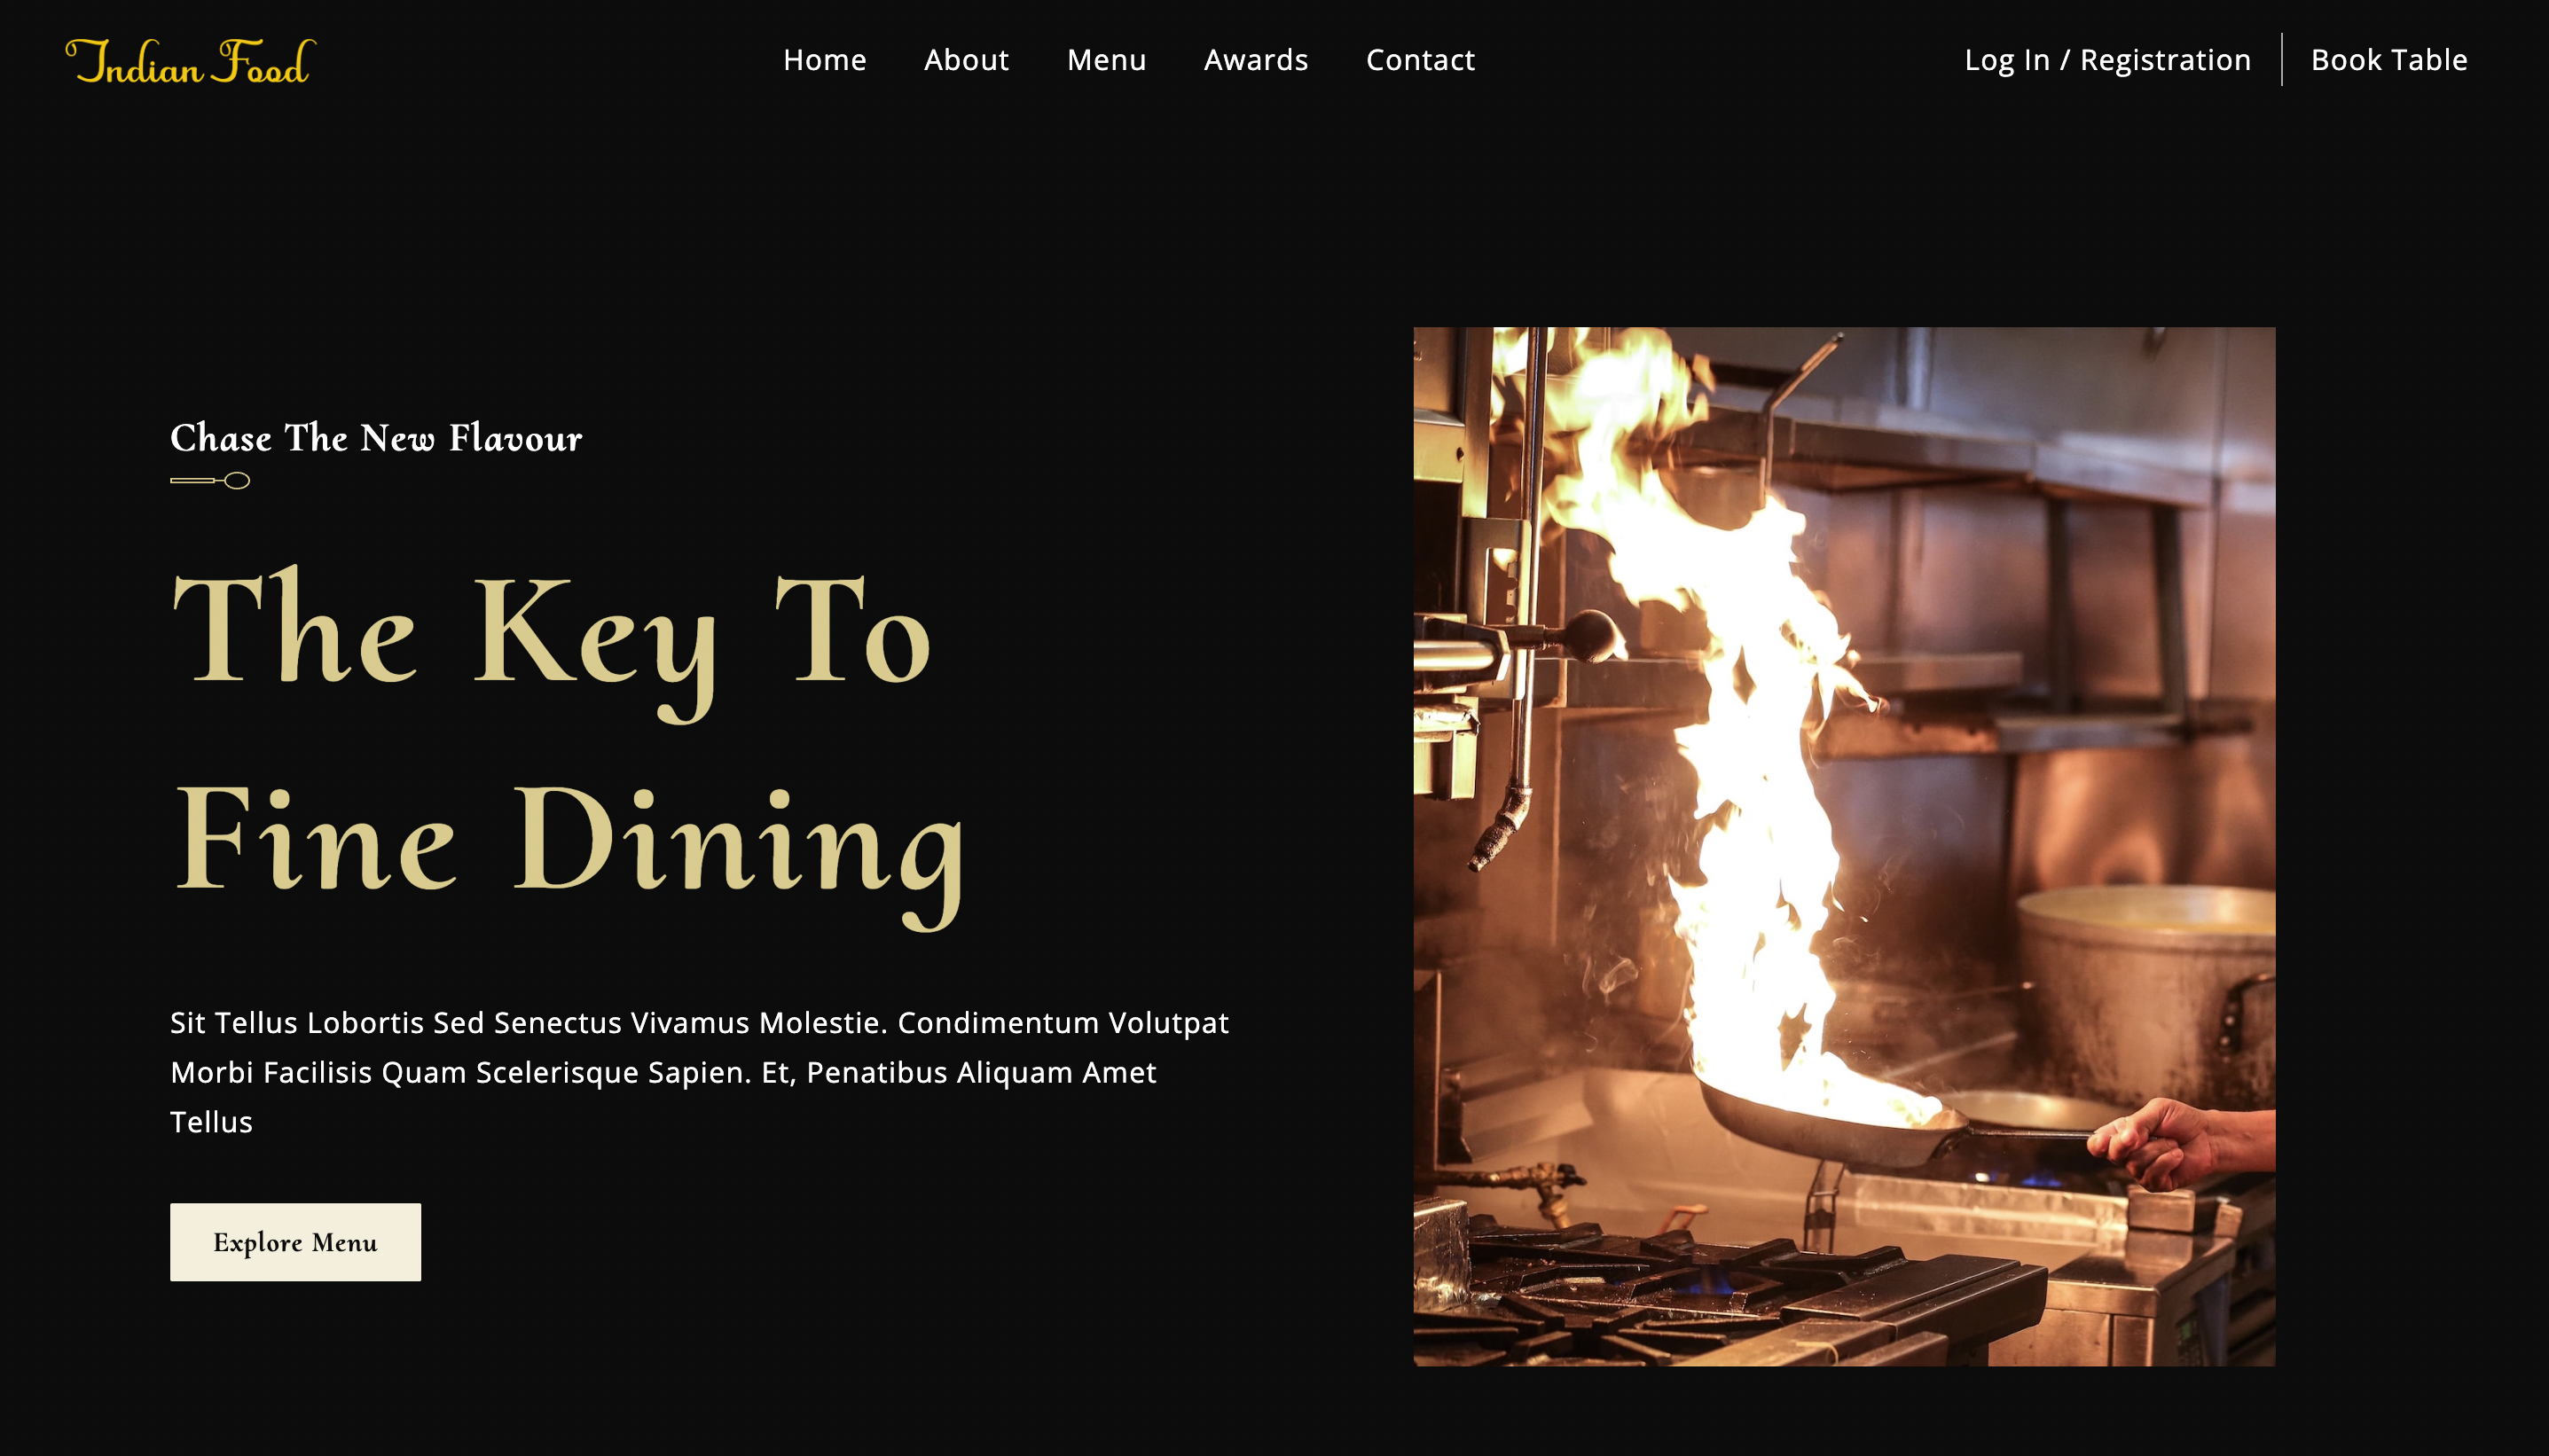 Indian Food
Home About Menu Awards Contact
Log In / Registration Book Table
Chase The New Flavour
The Key To
Fine Dining
Sit Tellus Lobortis Sed Senectus Vivamus Molestie. Condimentum Volutpat
Morbi Facilisis Quam Scelerisque Sapien. Et, Penatibus Aliquam Amet
Tellus
Explore Menu